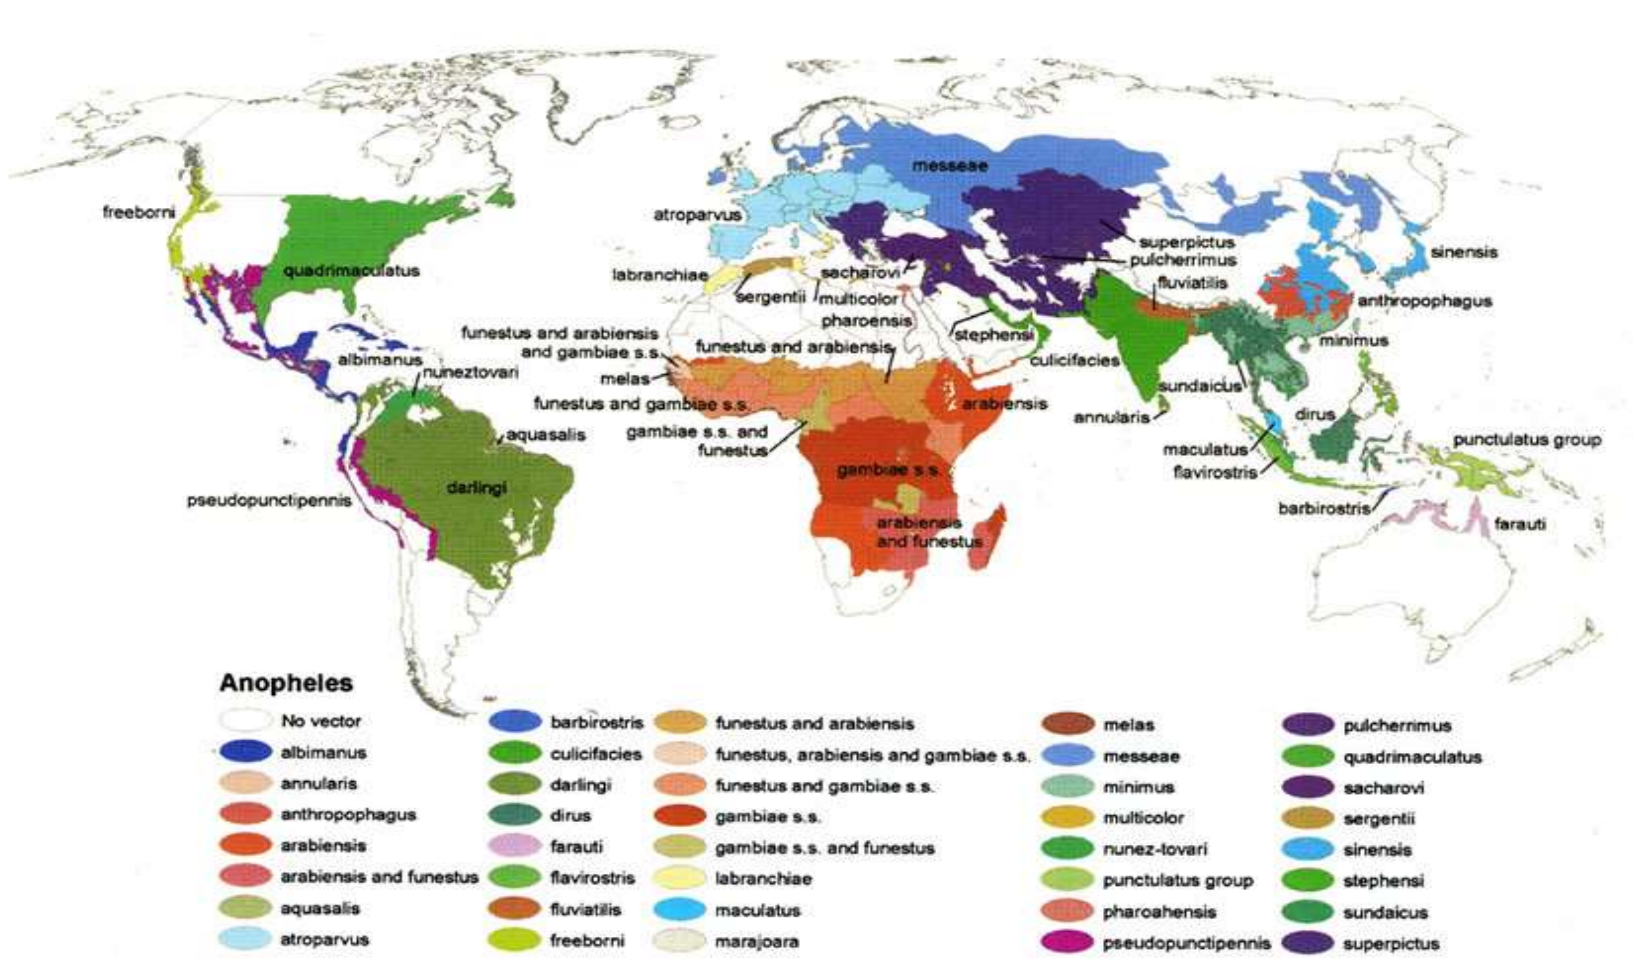 messeae
freeborni
atroparvus
superpictus
sinensis
pulcherrimus
quadrimaculatus
labranchiae
sacharovi
fluviatilis
sergentii
multicolor
anthropophagus
pharoensis
funestus and arabiensis
and gambiae s.s.
stephensi
minimus
funestus and arabiensis
albimanus
nuneztovari
culicifacies
melas
sundaicus
funestus and gambiae s.s.
arabiensis
annularis
dirus
aquasalis
gambiae s.s. and
funestus
punctulatus group
maculatus
gambiae s.s.
flavirostris
darlingi
pseudopunctipennis
barbirostris
arabiensis
and funestus
farauti
Anopheles
No vector
albimanus
annularis
anthropophagus
arabiensis
arabiensis and funestus
aquasalis
atroparvus
barbirostris
culicifacies
darlingi
dirus
farauti
flavirostris
fluviatilis
freeborni
funestus and arabiensis
funestus, arabiensis and gambiae s.s.
funestus and gambiae s.s.
gambiae s.s.
gambiae s.s. and funestus
labranchiae
maculatus
marajoara
melas
messeae
minimus
multicolor
nunez-tovari
punctulatus group
pharoahensis
pseudopunctipennis
pulcherrimus
quadrimaculatus
sacharovi
sergentii
sinensis
stephensi
sundaicus
superpictus